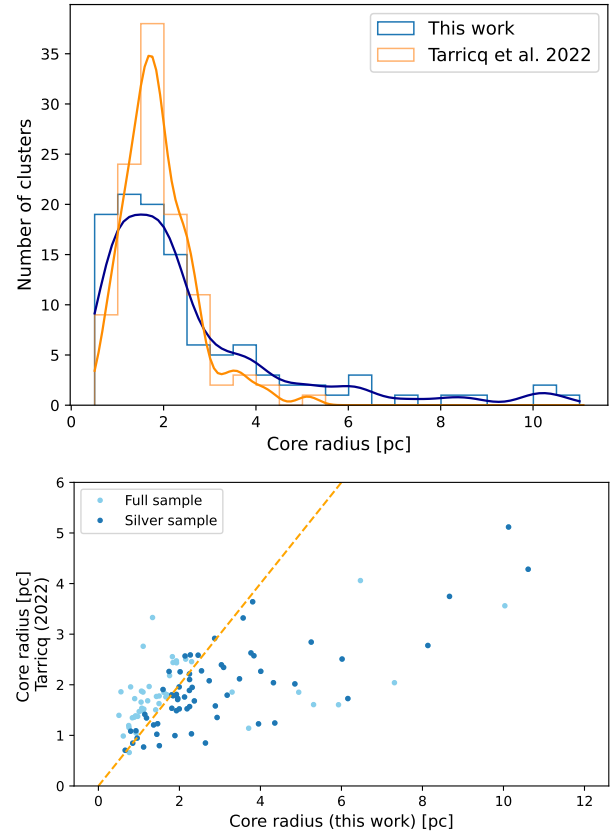 This work
Tarricq et al. 2022
Number of clusters
35
30
25
20
15
10
5
0
0 2 4 6 8 10
Core radius [pc]
Full sample
Silver sample
Core radius [pc]
Tarricq (2022)
6
5
4
3
2
1
0
0 2 4 6 8 10 12
Core radius (this work) [pc]